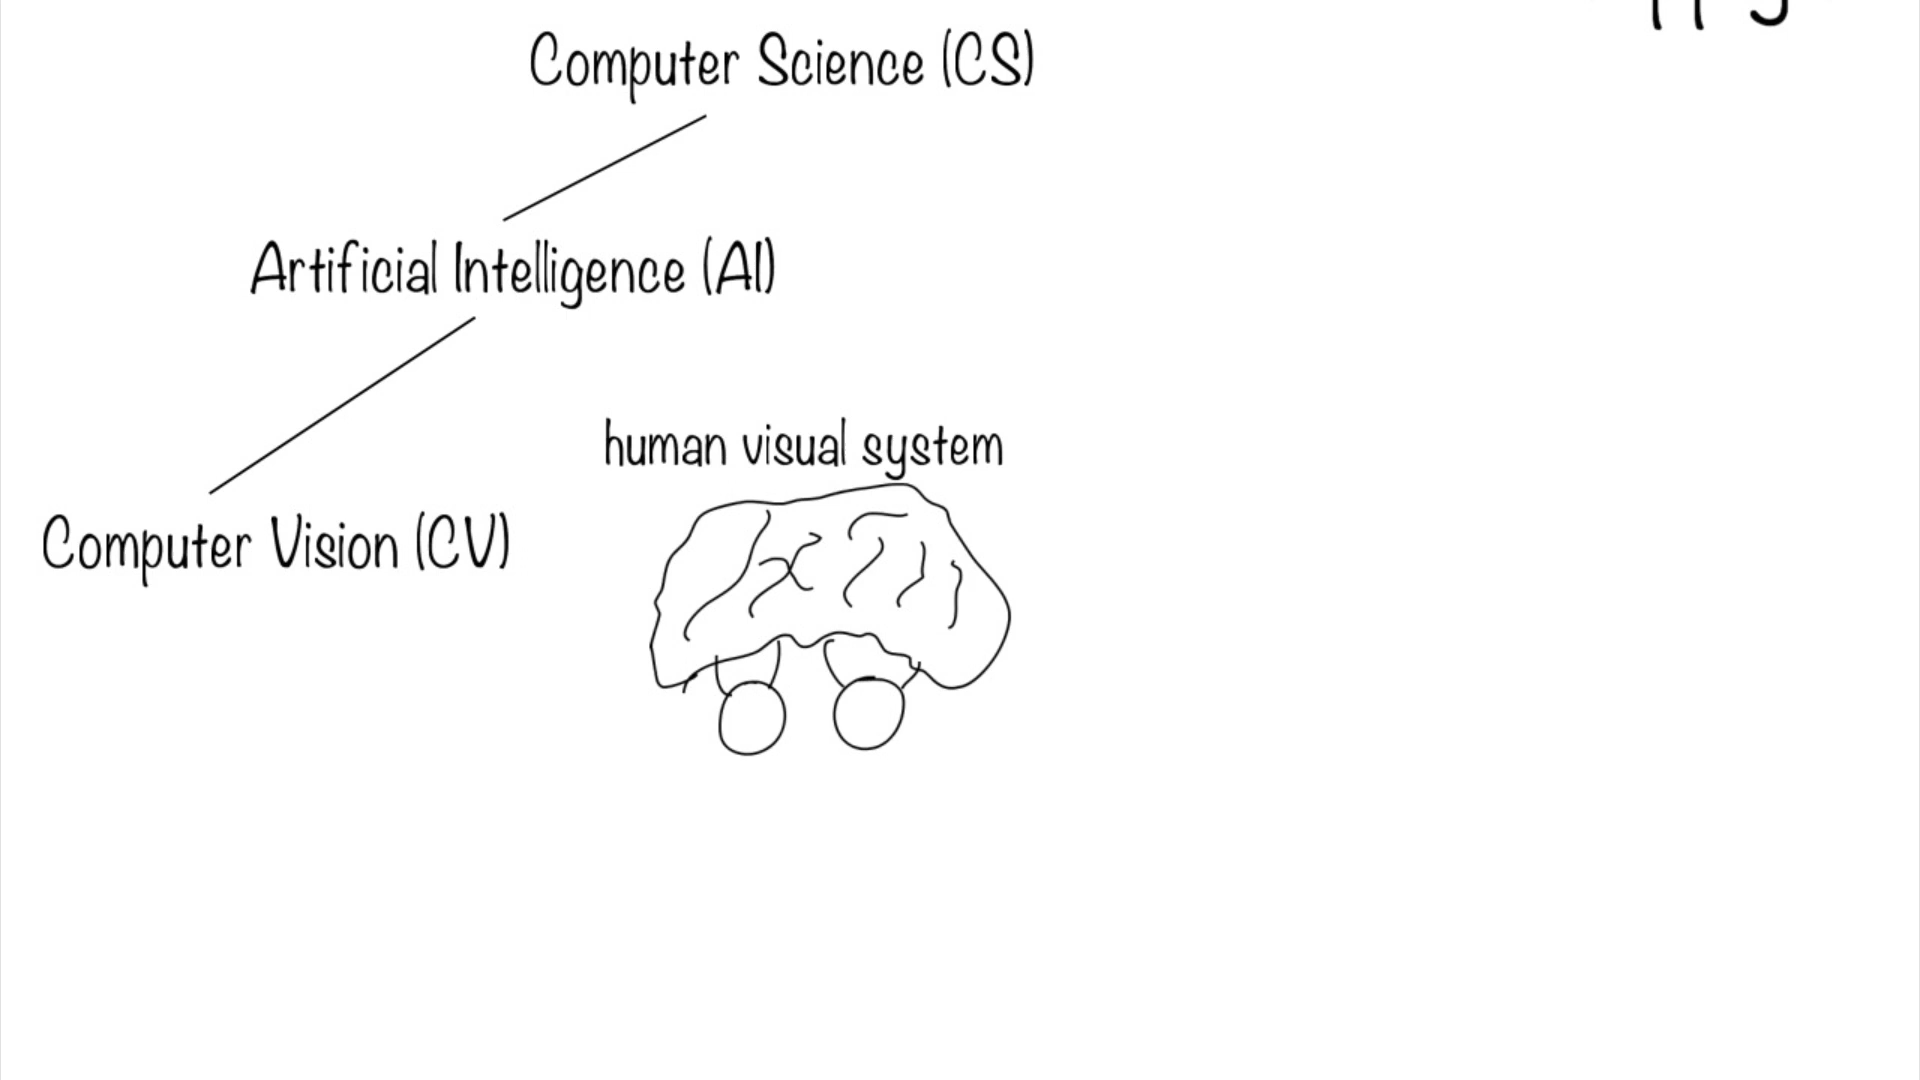 Computer Science (CS)
Artificial Intelligence (AI)
human visual system
Computer Vision (CV)